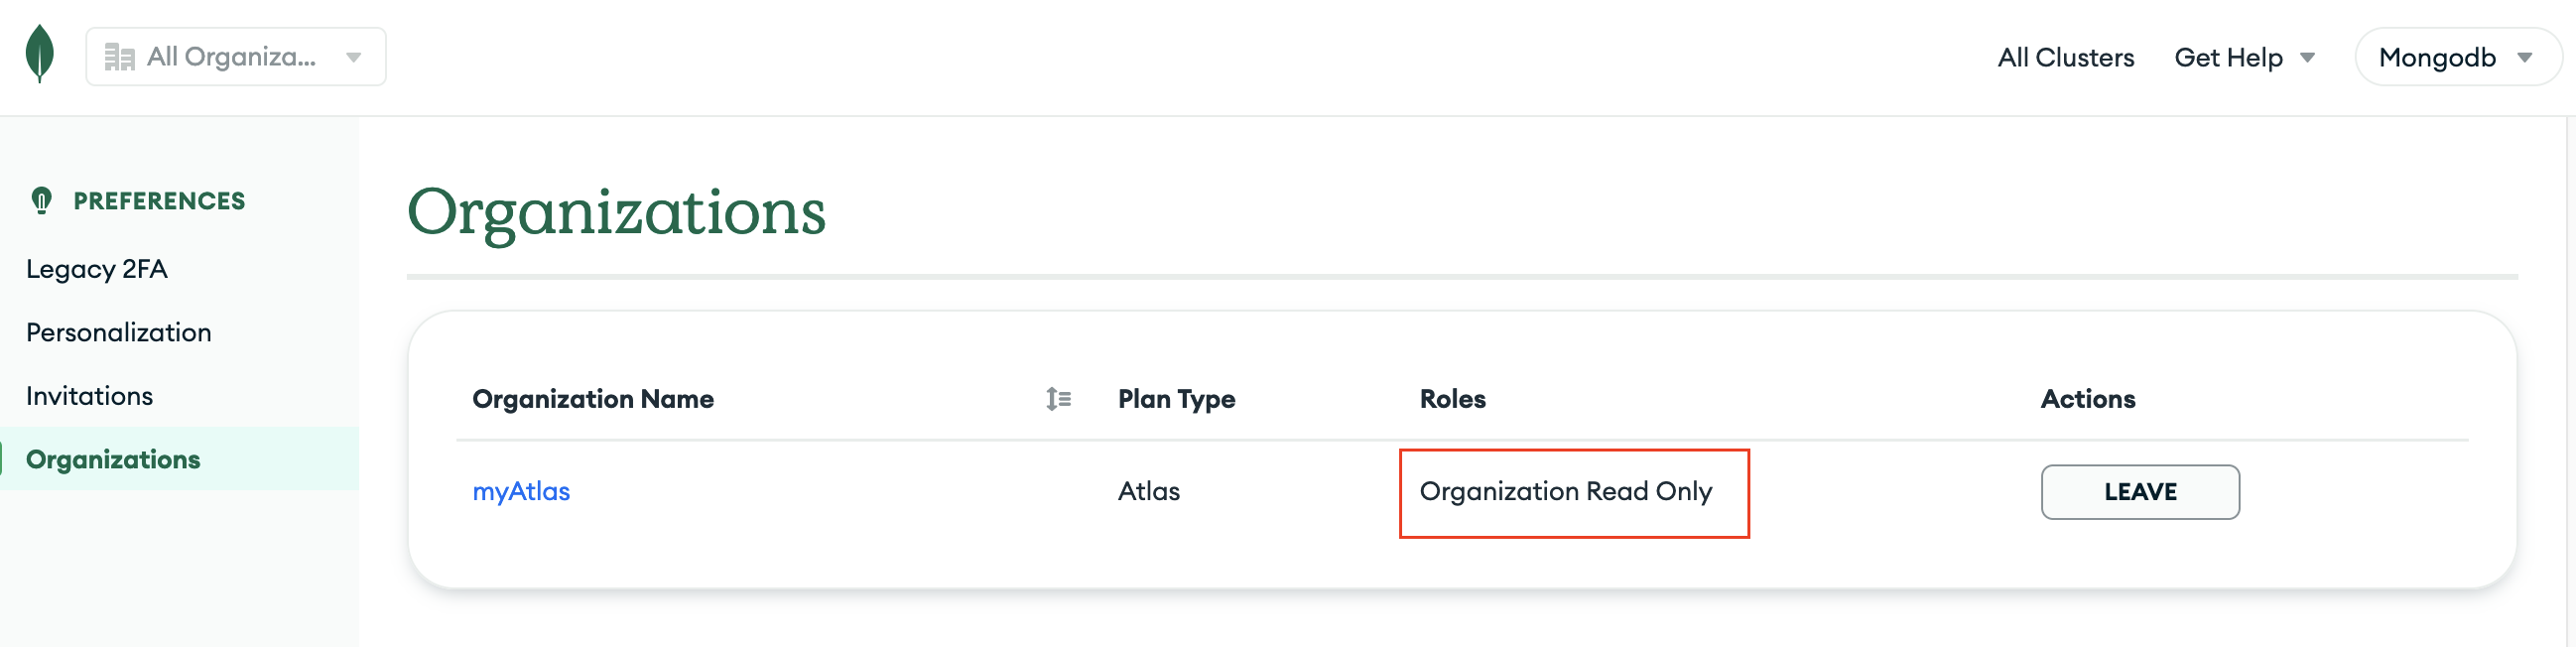 All Organiza...
All Clusters
Get Help
Mongodb
PREFERENCES
Legacy 2FA
Personalization
Invitations
Organizations
Organizations
Organization Name Plan Type Roles Actions
myAtlas Atlas Organization Read Only LEAVE